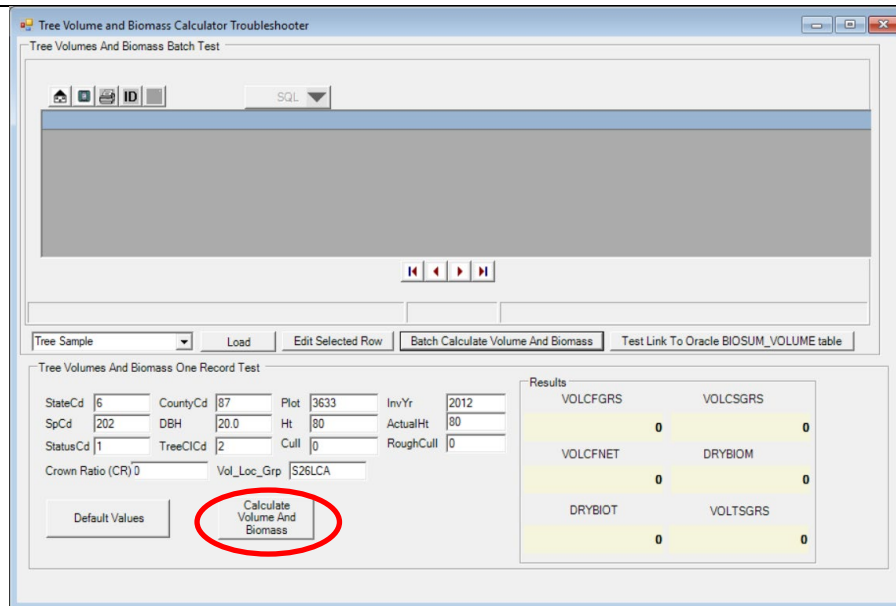 Tree Volume and Biomass Calculator Troubleshooter
Tree Volumes And Biomass Batch Test
ID
SQL
Tree Sample Load Edit Selected Row Batch Calculate Volume And Biomass Test Link To Oracle BIOSUM_VOLUME table
Tree Volumes And Biomass One Record Test
StateCd 6 CountyCd 87 Plot 3633 InvYr 2012
SpCd 202 DBH 20.0 Ht 80 ActualHt 80
StatusCd 1 TreeClCd 2 Cull 0 RoughCull 0
Crown Ratio (CR) 0 Vol_Loc_Grp S26LCA
Default Values
Calculate
Volume And
Biomass
Results
VOLCFGRS VOLCSGRS
0 0
VOLCFNET DRYBIOM
0 0
DRYBIOT VOLTSGRS
0 0